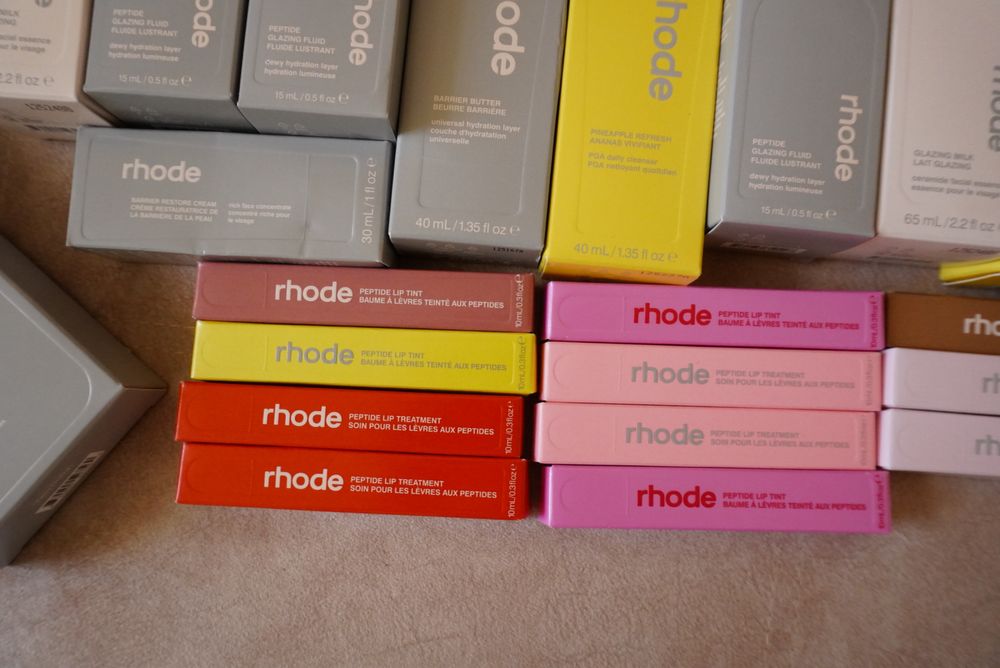 rhode
2.2 fl oz ℮
1252408
PEPTIDE
GLAZING FLUID
FLUIDE LUSTRANT
dewy hydration layer
hydration lumineuse
15 mL / 0.5 fl oz ℮
rhode
PEPTIDE
GLAZING FLUID
FLUIDE LUSTRANT
dewy hydration layer
hydration lumineuse
15 mL / 0.5 fl oz ℮
rhode
BARRIER BUTTER
BEURRE BARRIÈRE
universal hydration layer
couche d'hydratation
universelle
40 mL / 1.35 fl oz ℮
rhode
PINEAPPLE REFRESH
ANANAS VIVIFIANT
PGA daily cleanser
PGA nettoyant quotidien
40 mL / 1.35 fl oz ℮
rhode
PEPTIDE
GLAZING FLUID
FLUIDE LUSTRANT
dewy hydration layer
hydration lumineuse
15 mL / 0.5 fl oz ℮
GLAZING MILK
LAIT GLAZING
ceramide facial essence
essence pour le visage
65 mL / 2.2 fl oz
rhode
BARRIER RESTORE CREAM
CRÈME RESTAURATRICE DE
LA BARRIÈRE DE LA PEAU
rich face concentrate
concentré riche pour
le visage
30 mL / 1 fl oz ℮
rhode
PEPTIDE LIP TINT
BAUME À LÈVRES TEINTÉ AUX PEPTIDES
10mL/0.3floz℮
rhode
PEPTIDE LIP TINT
BAUME À LÈVRES TEINTÉ AUX PEPTIDES
10mL/0.3floz℮
rhode
PEPTIDE LIP TREATMENT
SOIN POUR LES LÈVRES AUX PEPTIDES
10mL/0.3floz℮
rhode
PEPTIDE LIP TREATMENT
SOIN POUR LES LÈVRES AUX PEPTIDES
10mL/0.3floz℮
rhode
PEPTIDE LIP TINT
BAUME À LÈVRES TEINTÉ AUX PEPTIDES
rhode
PEPTIDE LIP TREATMENT
SOIN POUR LES LÈVRES AUX PEPTIDES
rhode
PEPTIDE LIP TREATMENT
SOIN POUR LES LÈVRES AUX PEPTIDES
rhode
PEPTIDE LIP TINT
BAUME À LÈVRES TEINTÉ AUX PEPTIDES